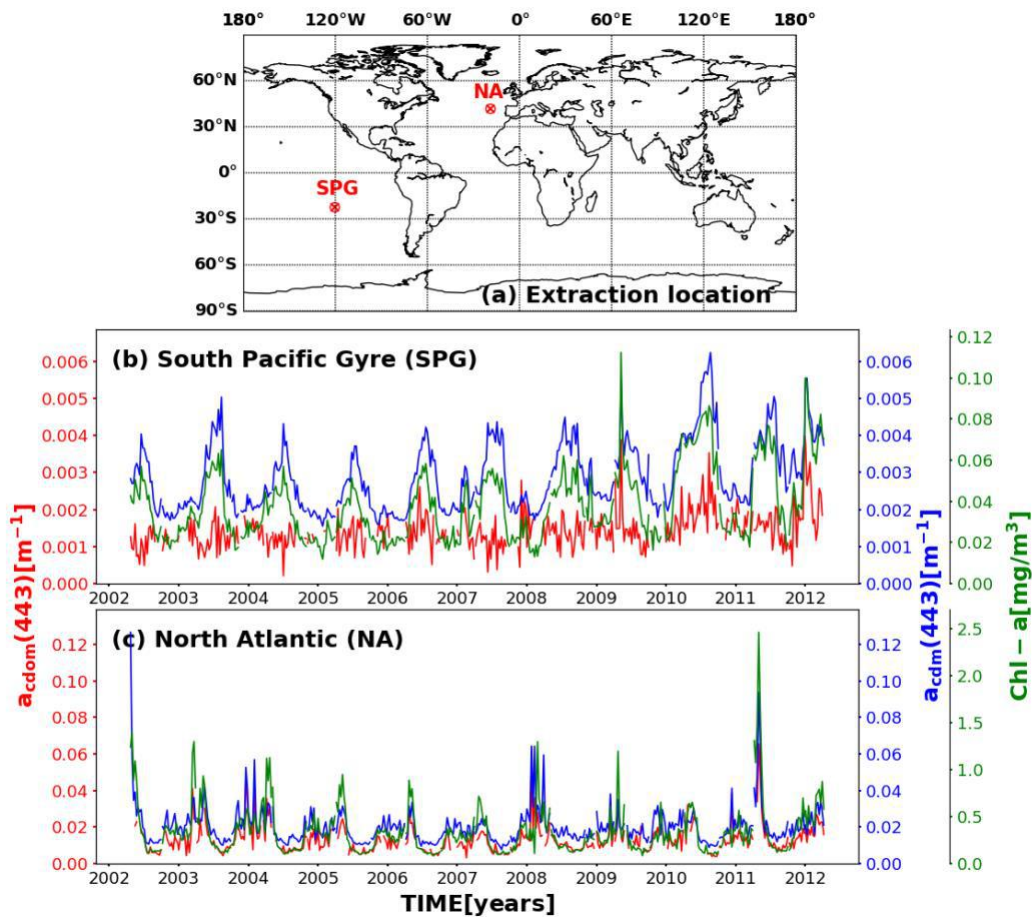 180° 120°W 60°W 0° 60°E 120°E 180°
60°N
NA
30°N
0°
SPG
30°S
60°S
(a) Extraction location
90°S
(b) South Pacific Gyre (SPG)
0.006
0.005
0.004
0.003
0.002
0.001
0.000
0.006
0.005
0.004
0.003
0.002
0.001
0.000
0.12
0.10
0.08
0.06
0.04
0.02
0.00
2002 2003 2004 2005 2006 2007 2008 2009 2010 2011 2012
a_cdom(443)[m⁻¹]
a_cdm(443)[m⁻¹]
Chl − a[mg/m³]
(c) North Atlantic (NA)
0.12
0.10
0.08
0.06
0.04
0.02
0.00
0.12
0.10
0.08
0.06
0.04
0.02
0.00
2.5
2.0
1.5
1.0
0.5
0.0
2002 2003 2004 2005 2006 2007 2008 2009 2010 2011 2012
TIME[years]